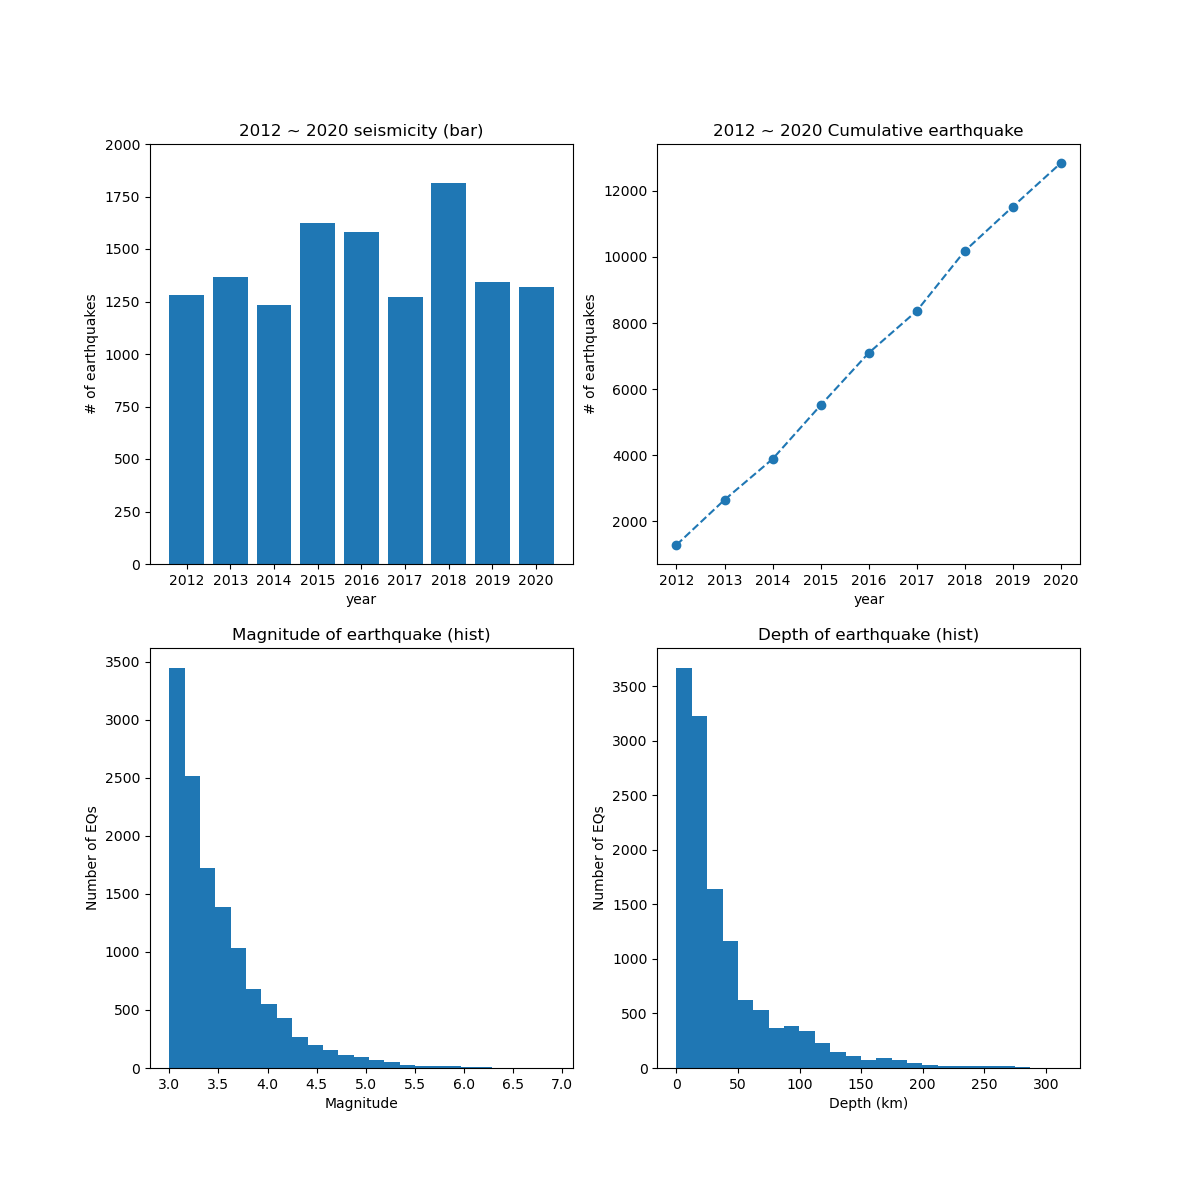 2012 ~ 2020 seismicity (bar)
2000
1750
1500
1250
1000
750
500
250
0
# of earthquakes
2012 2013 2014 2015 2016 2017 2018 2019 2020
year
2012 ~ 2020 Cumulative earthquake
12000
10000
8000
6000
4000
2000
# of earthquakes
2012 2013 2014 2015 2016 2017 2018 2019 2020
year
Magnitude of earthquake (hist)
3500
3000
2500
2000
1500
1000
500
0
Number of EQs
3.0 3.5 4.0 4.5 5.0 5.5 6.0 6.5 7.0
Magnitude
Depth of earthquake (hist)
3500
3000
2500
2000
1500
1000
500
0
Number of EQs
0 50 100 150 200 250 300
Depth (km)